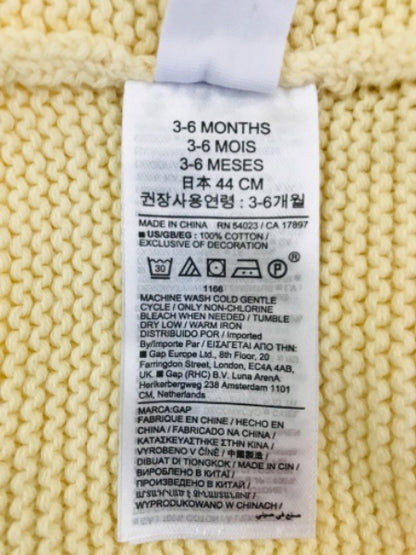 3-6 MONTHS
3-6 MOIS
3-6 MESES
日本 44 CM
권장사용연령 : 3-6개월
MADE IN CHINA RN 54023 / CA 17897
■ US/GB/EG : 100% COTTON /
EXCLUSIVE OF DECORATION
30 P ®
1166
MACHINE WASH COLD GENTLE
CYCLE / ONLY NON-CHLORINE
BLEACH WHEN NEEDED / TUMBLE
DRY LOW / WARM IRON
DISTRIBUIDO POR / Imported
By/Importe Par / ΕΙΣΑΓΕΤΑΙ ΑΠΟ ΤΗΝ:
■ Gap Europe Ltd., 8th Floor, 20
Farringdon Street, London, EC4A 4AB,
UK. ■ Gap (RHC) B.V. Luna ArenA
Herikerbergweg 238 Amsterdam 1101
CM, Netherlands
MARCA:GAP
FABRIQUE EN CHINE / HECHO EN
CHINA / FABRICADO NA CHINA /
ΚΑΤΑΣΚΕΥΑΣΤΗΚΕ ΣΤΗΝ ΚΙΝΑ /
VYROBENO V ČÍNĚ / 中國製造 /
DIBUAT DI TIONGKOK / MADE IN CIN /
ВИРОБЛЕНО В КИТАЇ /
ПРОИЗВЕДЕНО В КИТАЕ /
WYPRODUKOWANO W CHINACH /
صنع في صيني